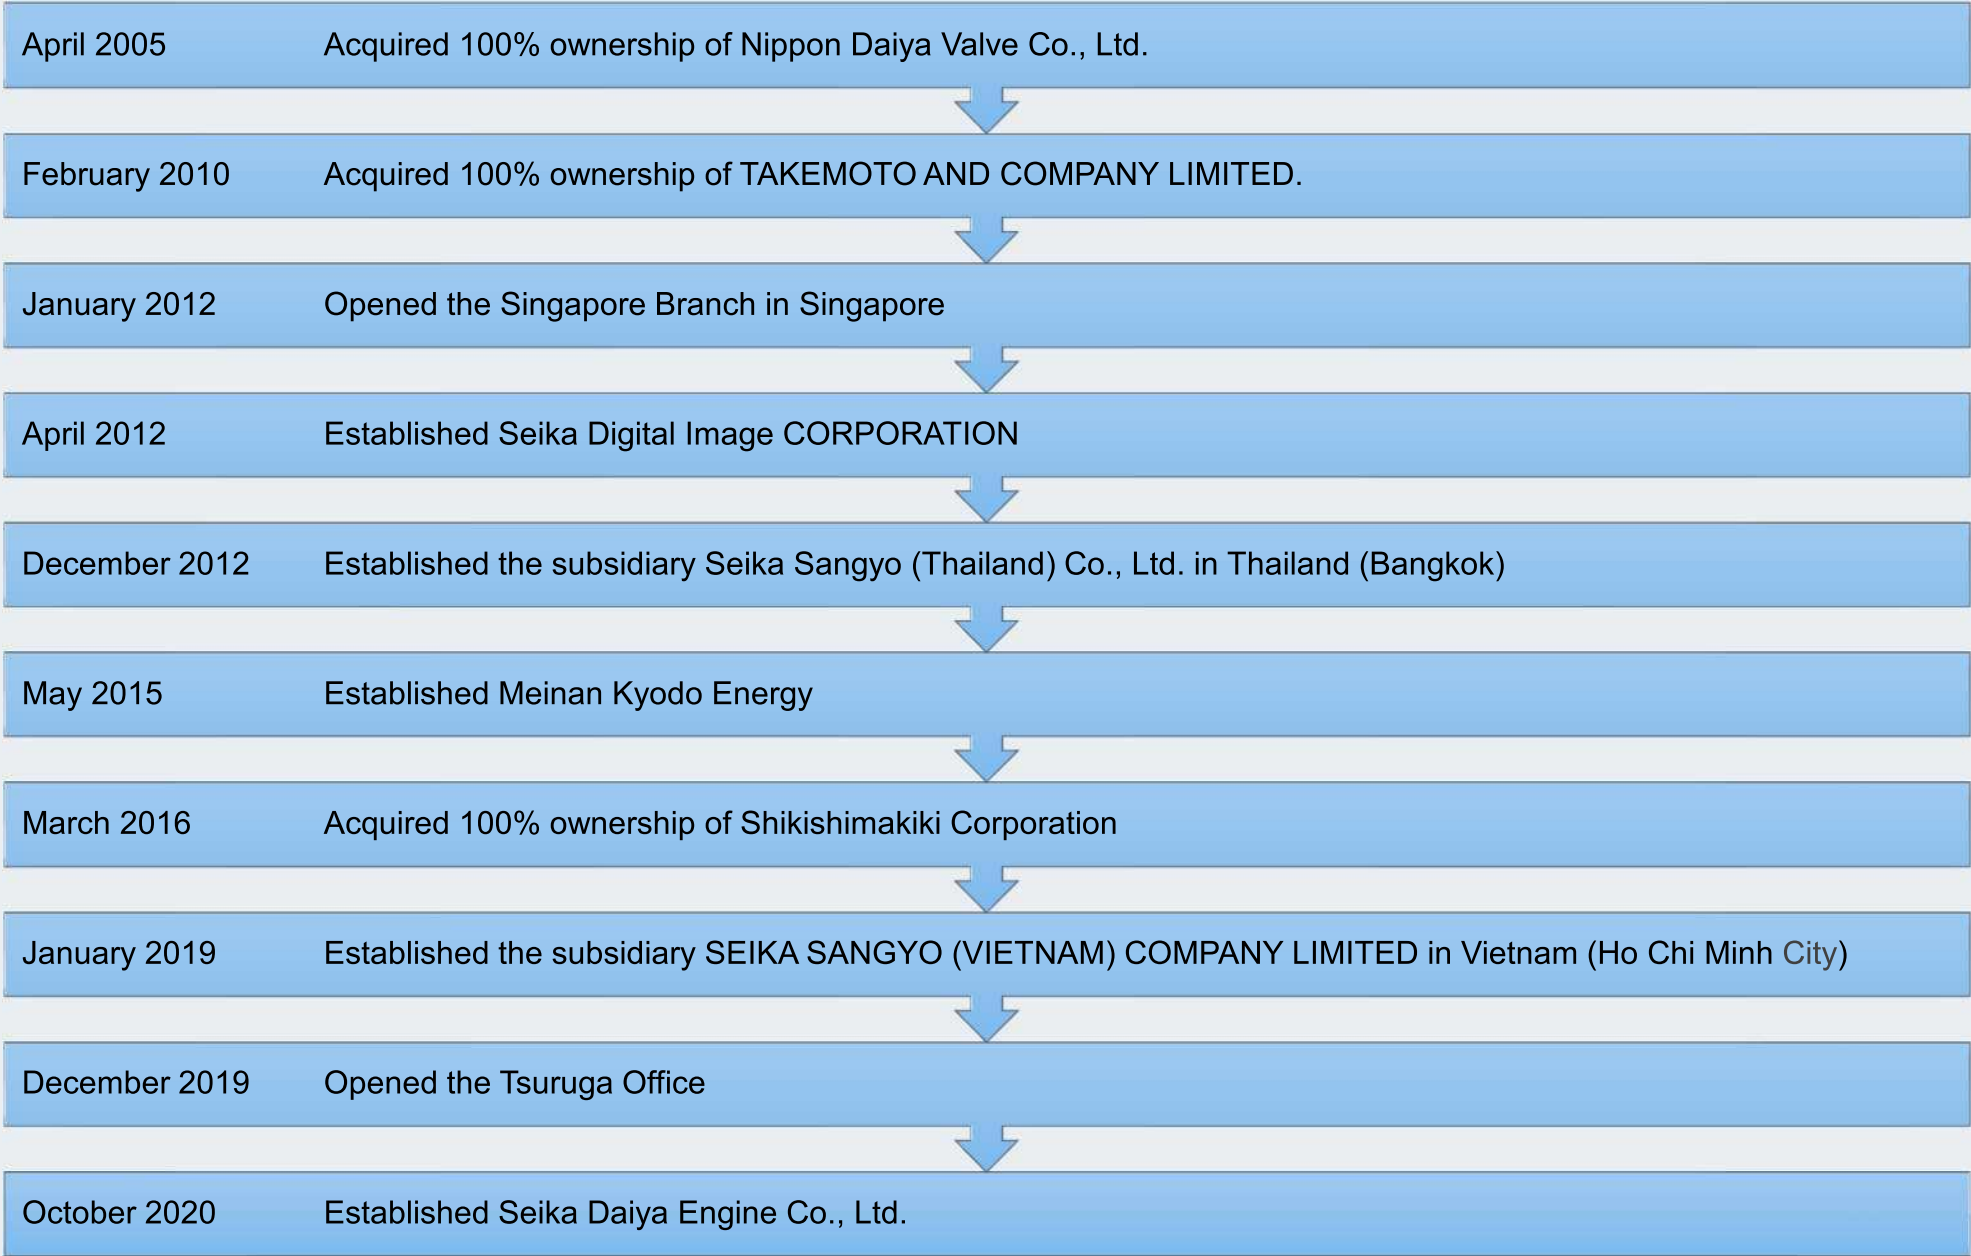 April 2005 Acquired 100% ownership of Nippon Daiya Valve Co., Ltd.
February 2010 Acquired 100% ownership of TAKEMOTO AND COMPANY LIMITED.
January 2012 Opened the Singapore Branch in Singapore
April 2012 Established Seika Digital Image CORPORATION
December 2012 Established the subsidiary Seika Sangyo (Thailand) Co., Ltd. in Thailand (Bangkok)
May 2015 Established Meinan Kyodo Energy
March 2016 Acquired 100% ownership of Shikishimakiki Corporation
January 2019 Established the subsidiary SEIKA SANGYO (VIETNAM) COMPANY LIMITED in Vietnam (Ho Chi Minh City)
December 2019 Opened the Tsuruga Office
October 2020 Established Seika Daiya Engine Co., Ltd.